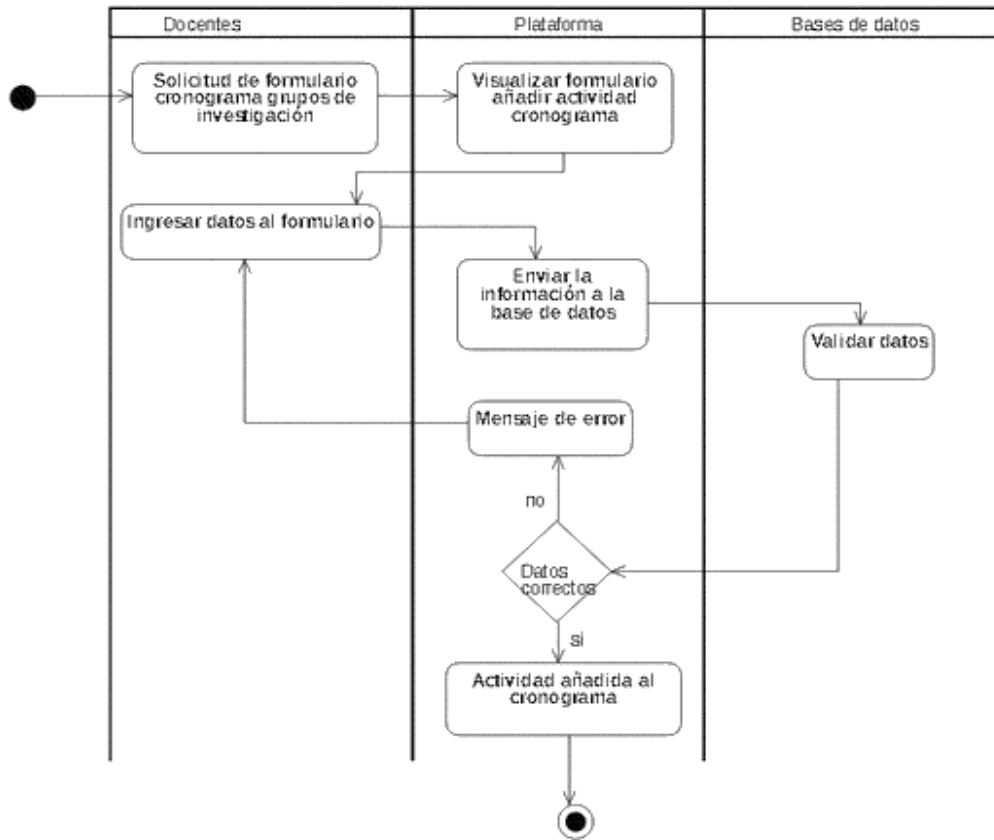 Docentes
Plataforma
Bases de datos
Solicitud de formulario
cronograma grupos de
investigación
Visualizar formulario
añadir actividad
cronograma
Ingresar datos al formulario
Enviar la
información a la
base de datos
Validar datos
Mensaje de error
no
Datos
correctos
si
Actividad añadida al
cronograma